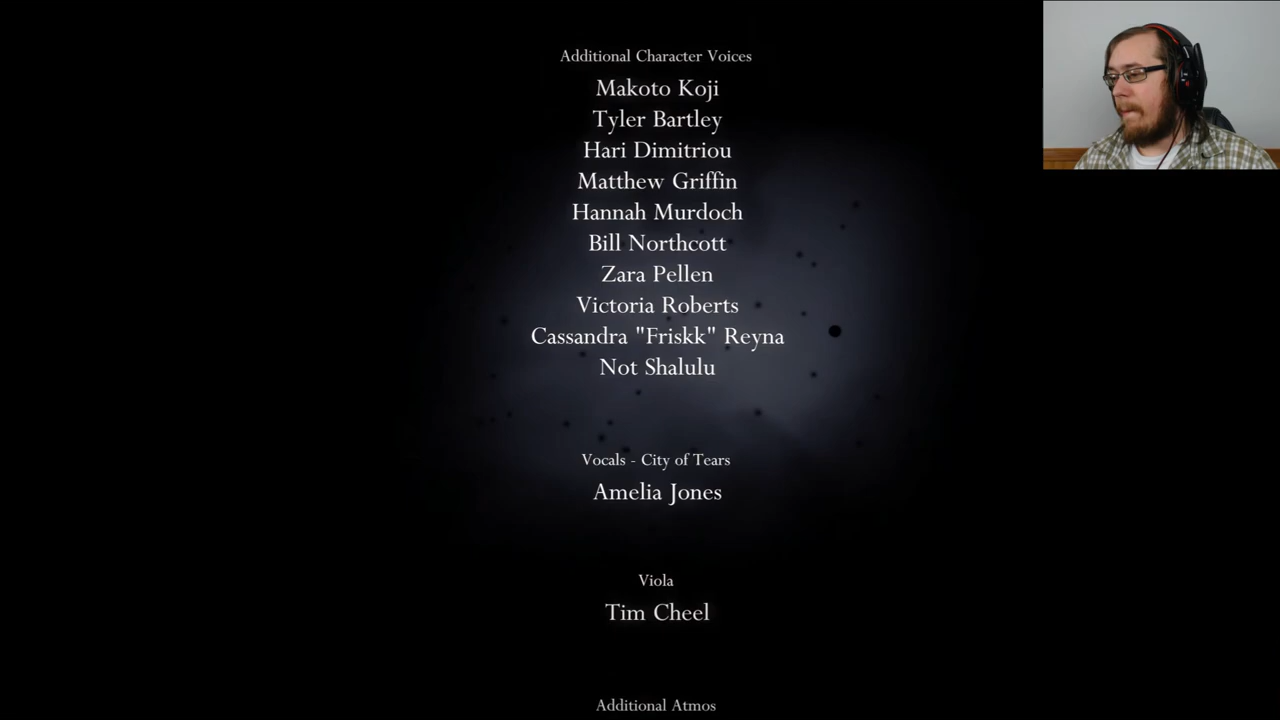 Additional Character Voices
Makoto Koji
Tyler Bartley
Hari Dimitriou
Matthew Griffin
Hannah Murdoch
Bill Northcott
Zara Pellen
Victoria Roberts
Cassandra "Friskk" Reyna
Not Shalulu
Vocals - City of Tears
Amelia Jones
Viola
Tim Cheel
Additional Atmos